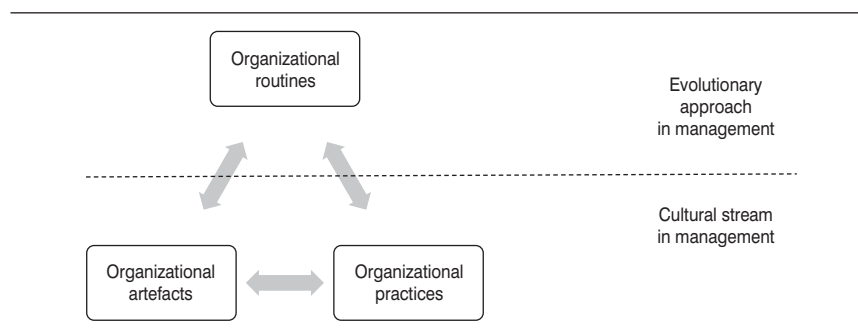 Organizational
routines
Evolutionary
approach
in management
Cultural stream
in management
Organizational
artefacts
Organizational
practices